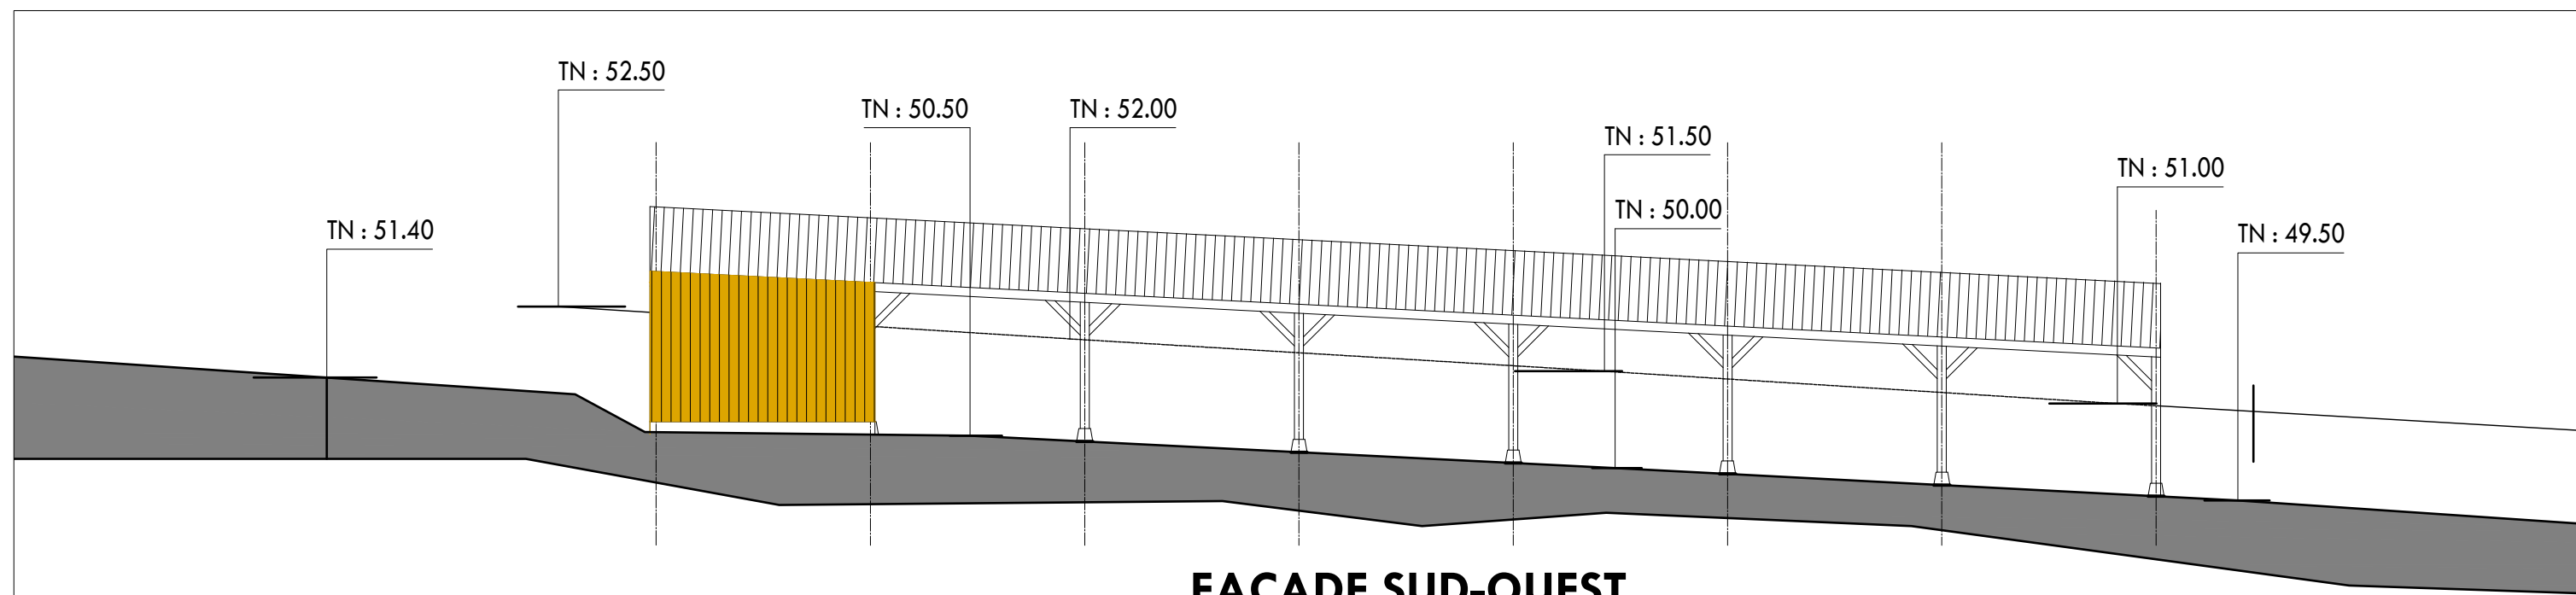 TN : 52.50
TN : 50.50
TN : 52.00
TN : 51.50
TN : 51.00
TN : 50.00
TN : 51.40
TN : 49.50
FACADE SUD-OUEST